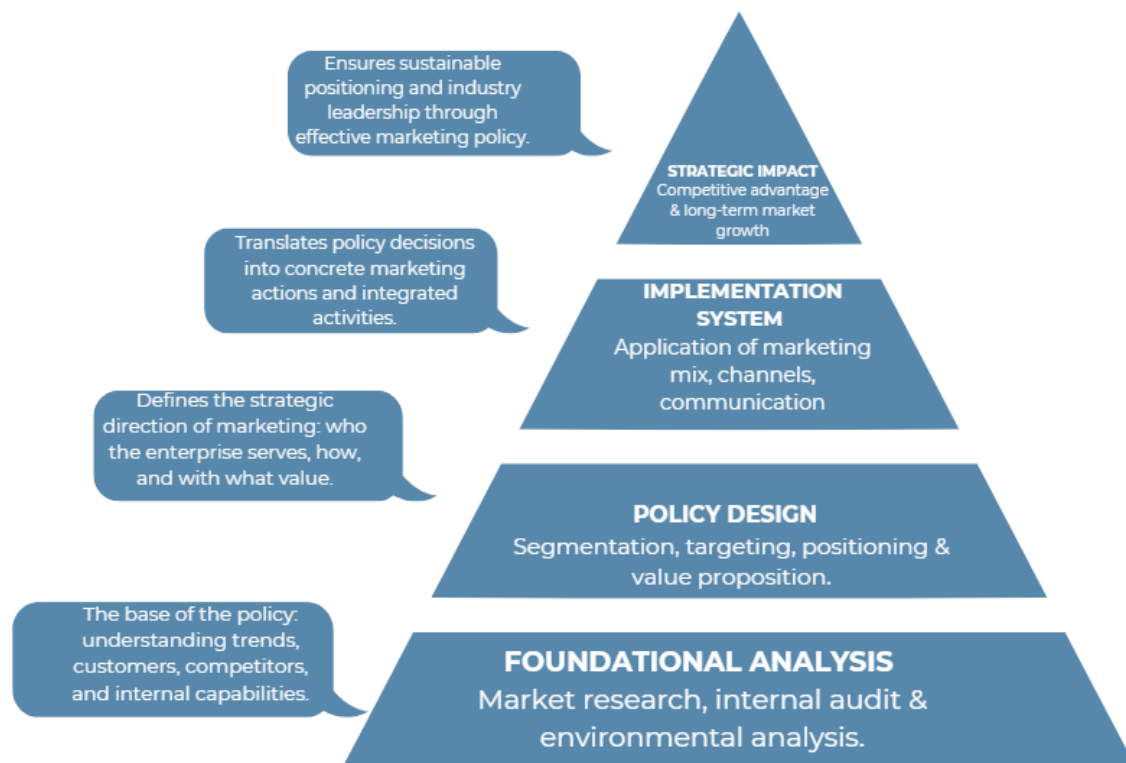 Ensures sustainable
positioning and industry
leadership through
effective marketing policy.
STRATEGIC IMPACT
Competitive advantage
& long-term market
growth
Translates policy decisions
into concrete marketing
actions and integrated
activities.
IMPLEMENTATION
SYSTEM
Application of marketing
mix, channels,
communication
Defines the strategic
direction of marketing: who
the enterprise serves, how,
and with what value.
POLICY DESIGN
Segmentation, targeting, positioning &
value proposition.
The base of the policy:
understanding trends,
customers, competitors,
and internal capabilities.
FOUNDATIONAL ANALYSIS
Market research, internal audit &
environmental analysis.